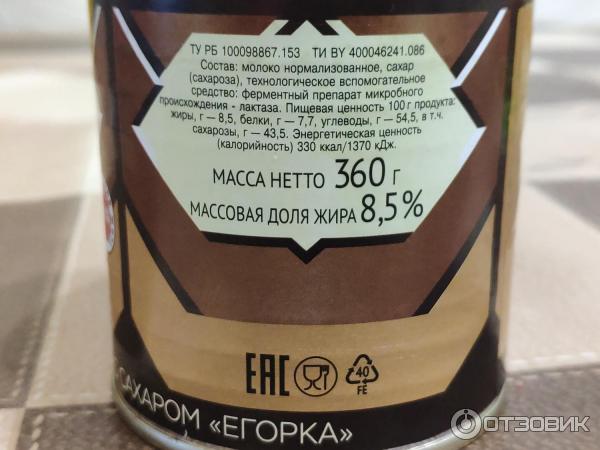 ТУ РБ 100098867.153 ТИ BY 400046241.086
Состав: молоко нормализованное, сахар
(сахароза), технологическое вспомогательное
средство: ферментный препарат микробного
происхождения - лактаза. Пищевая ценность 100 г продукта:
жиры, г — 8,5, белки, г – 7,7, углеводы, г – 54,5, в т.ч.
сахарозы, г — 43,5. Энергетическая ценность
(калорийность) 330 ккал/1370 кДж.
МАССА НЕТТО 360 г
МАССОВАЯ ДОЛЯ ЖИРА 8,5%
EAC
40
FE
САХАРОМ «ЕГОРКА»
ОТЗОВИК